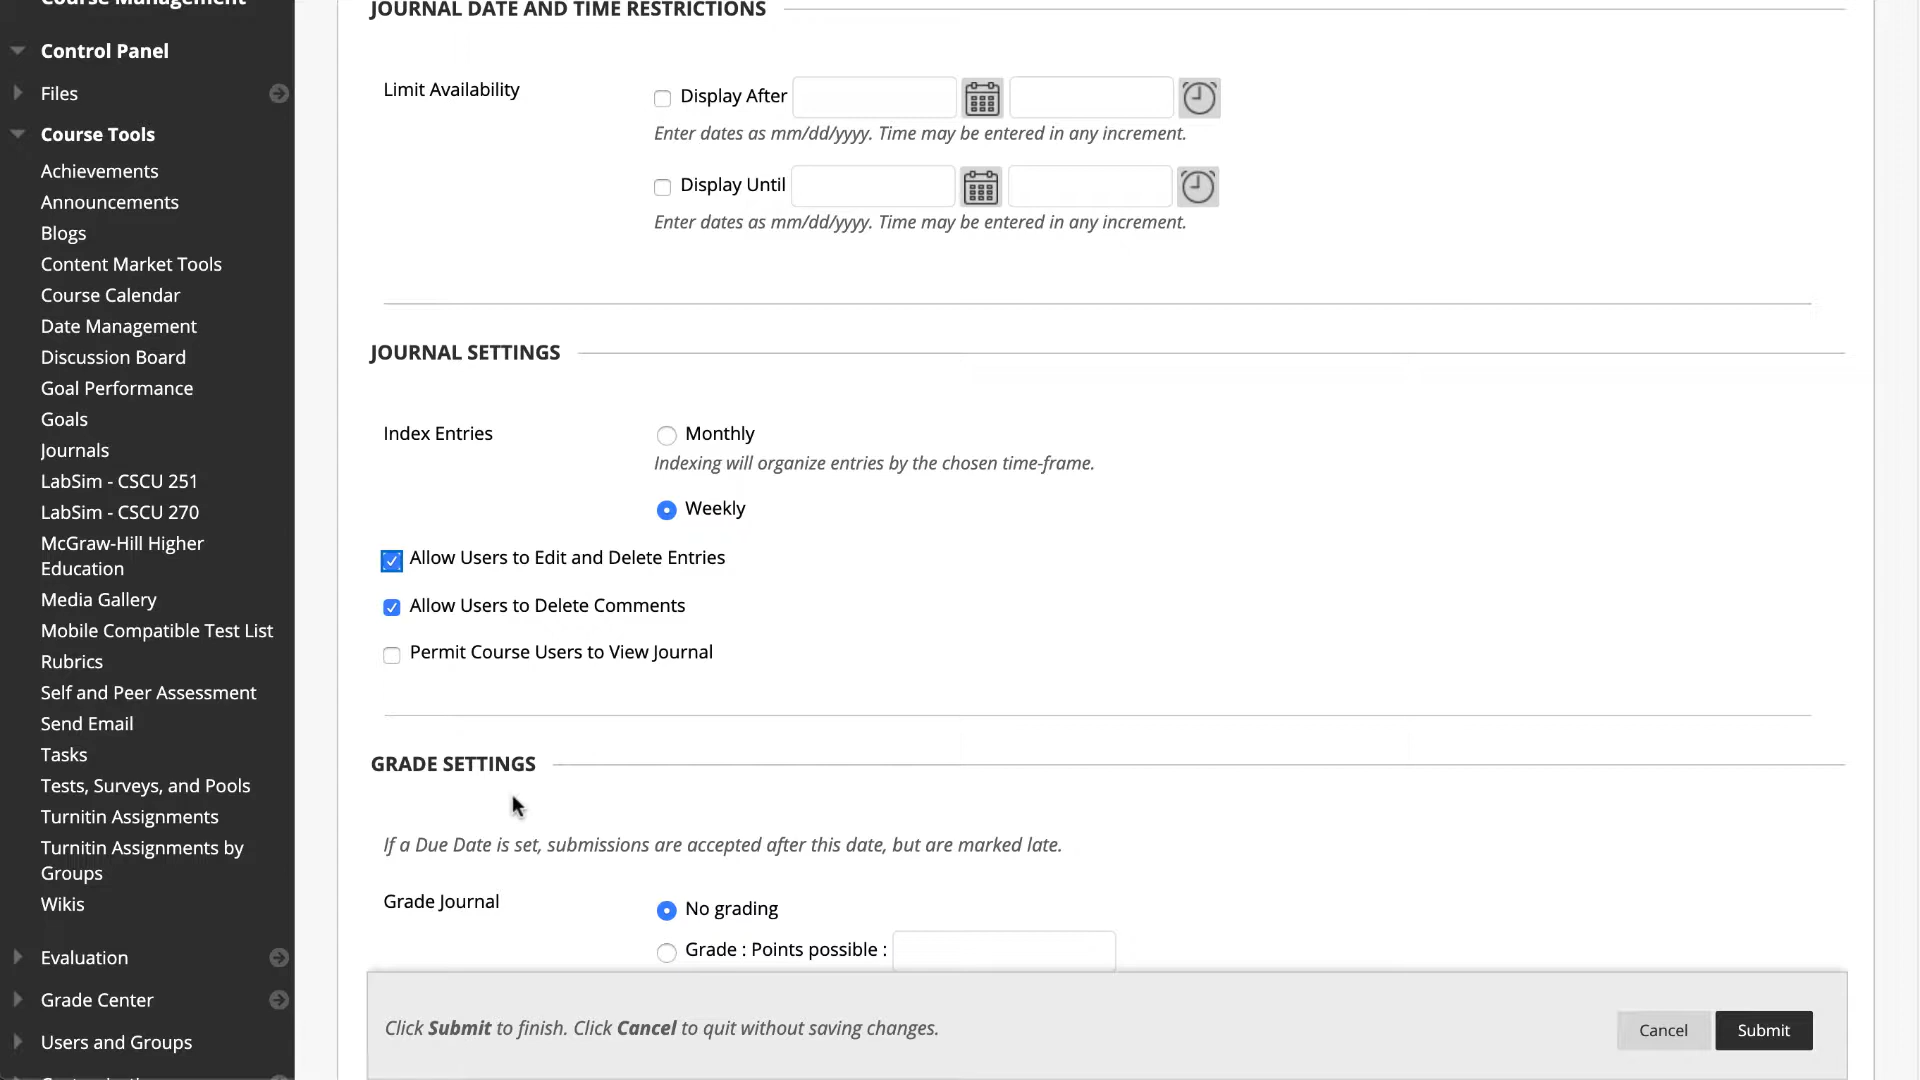 Course Management
Control Panel
Files
Course Tools
Achievements
Announcements
Blogs
Content Market Tools
Course Calendar
Date Management
Discussion Board
Goal Performance
Goals
Journals
LabSim - CSCU 251
LabSim - CSCU 270
McGraw-Hill Higher
Education
Media Gallery
Mobile Compatible Test List
Rubrics
Self and Peer Assessment
Send Email
Tasks
Tests, Surveys, and Pools
Turnitin Assignments
Turnitin Assignments by
Groups
Wikis
Evaluation
Grade Center
Users and Groups
JOURNAL DATE AND TIME RESTRICTIONS
Limit Availability
Display After
Enter dates as mm/dd/yyyy. Time may be entered in any increment.
Display Until
Enter dates as mm/dd/yyyy. Time may be entered in any increment.
JOURNAL SETTINGS
Index Entries
Monthly
Indexing will organize entries by the chosen time-frame.
Weekly
Allow Users to Edit and Delete Entries
Allow Users to Delete Comments
Permit Course Users to View Journal
GRADE SETTINGS
If a Due Date is set, submissions are accepted after this date, but are marked late.
Grade Journal
No grading
Grade : Points possible :
Click Submit to finish. Click Cancel to quit without saving changes.
Cancel
Submit